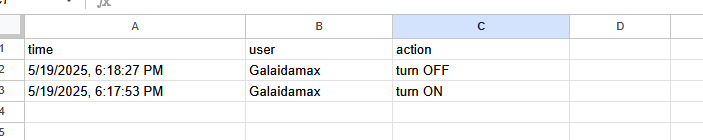 fx
A B C D
1 time user action
2 5/19/2025, 6:18:27 PM Galaidamax turn OFF
3 5/19/2025, 6:17:53 PM Galaidamax turn ON
4
5